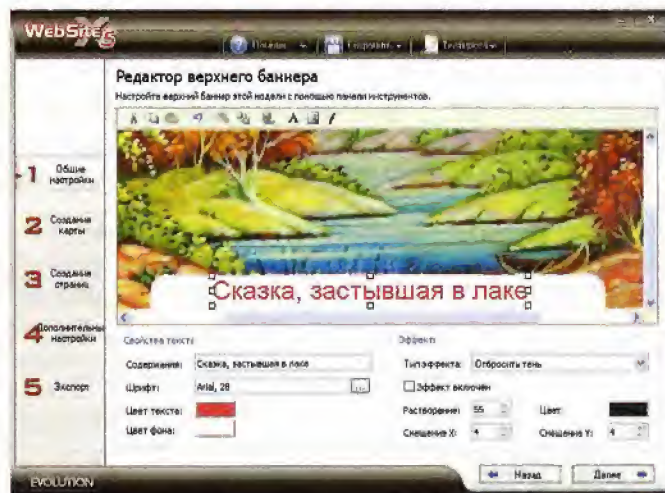 WebSite X5
Редактор верхнего баннера
Настройте верхний баннер этой модели с помощью панели инструментов.
1 Общие настройки
2 Создание карты
3 Создание страниц
4 Дополнительные настройки
5 Экспорт
Сказка, застывшая в лаке
Свойства текста
Содержание: Сказка, застывшая в лаке
Шрифт: Arial, 28 ...
Цвет текста:
Цвет фона:
Эффект
Тип эффекта: Отбросить тень
Эффект включен
Растворение: 55 Цвет:
Смещение X: 4 Смещение Y: 4
EVOLUTION
Назад Далее